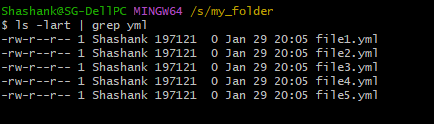 Shashank@SG-DellPC MINGW64 /s/my_folder
$ ls -lart | grep yml
-rw-r--r-- 1 Shashank 197121  0 Jan 29 20:05 file1.yml
-rw-r--r-- 1 Shashank 197121  0 Jan 29 20:05 file2.yml
-rw-r--r-- 1 Shashank 197121  0 Jan 29 20:05 file3.yml
-rw-r--r-- 1 Shashank 197121  0 Jan 29 20:05 file4.yml
-rw-r--r-- 1 Shashank 197121  0 Jan 29 20:05 file5.yml